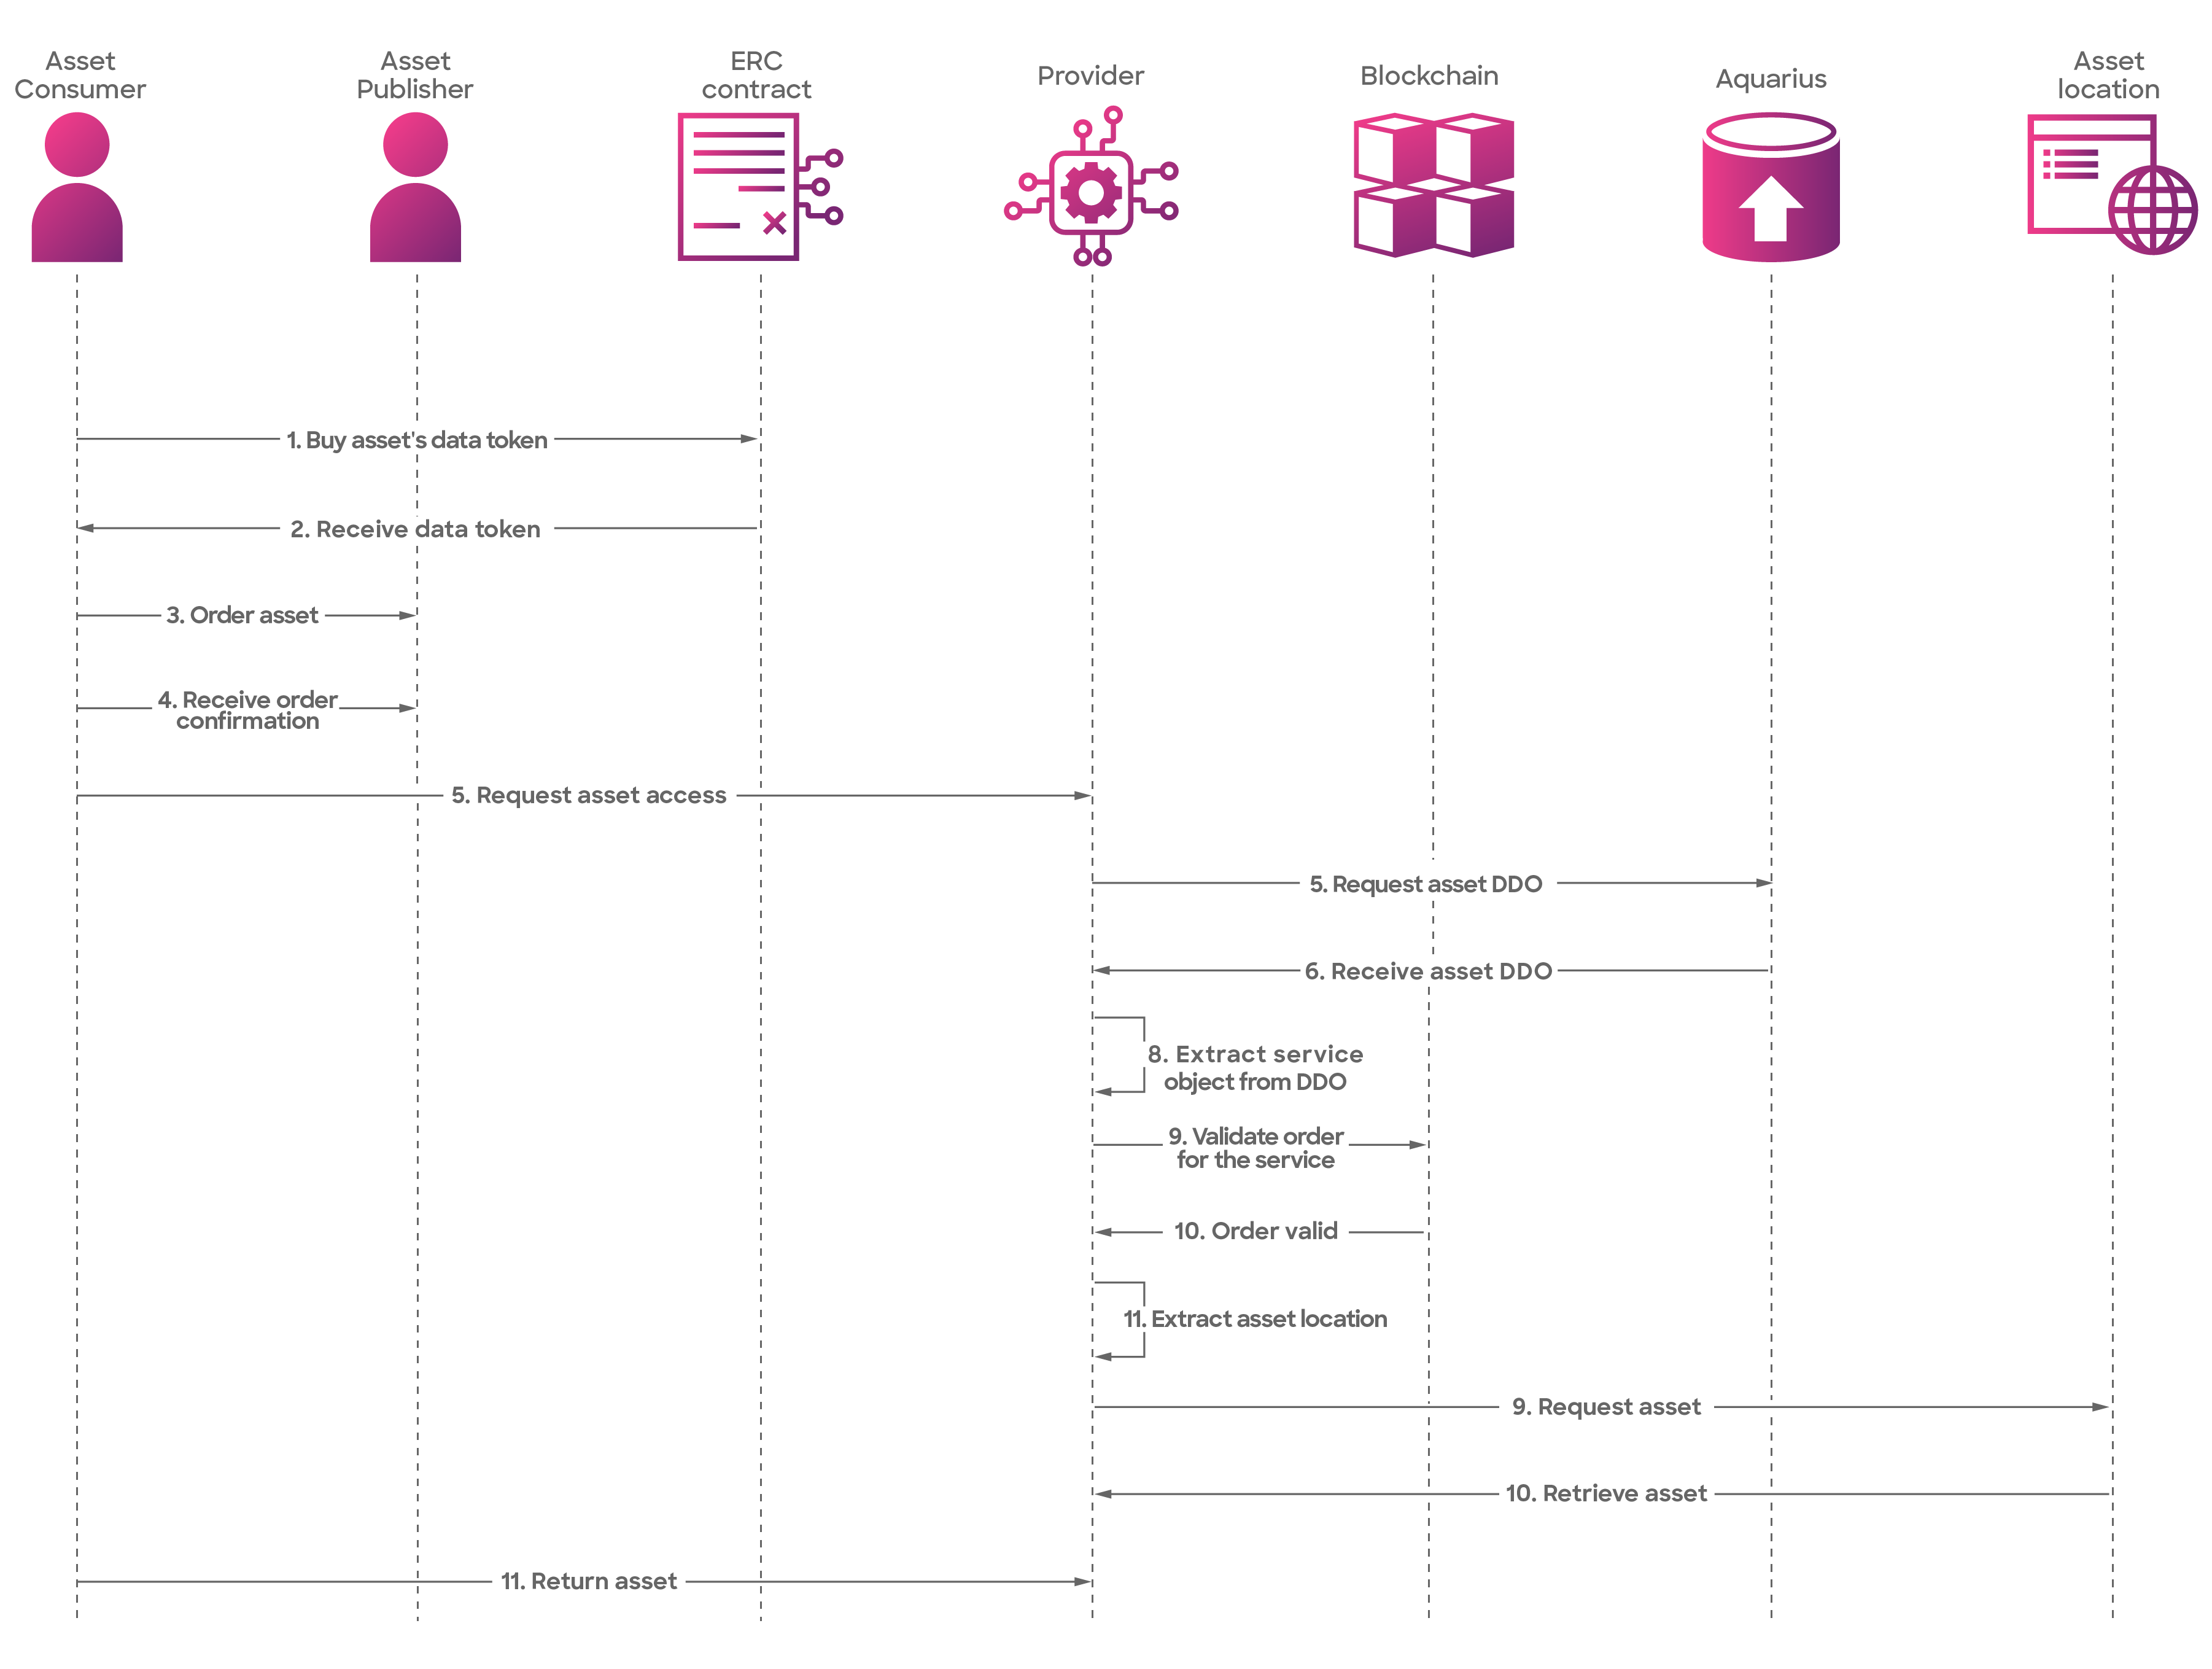 Asset
Consumer
Asset
Publisher
ERC
contract
Provider
Blockchain
Aquarius
Asset
location
1. Buy asset's data token
2. Receive data token
3. Order asset
4. Receive order
confirmation
5. Request asset access
5. Request asset DDO
6. Receive asset DDO
8. Extract service
object from DDO
9. Validate order
for the service
10. Order valid
11. Extract asset location
9. Request asset
10. Retrieve asset
11. Return asset